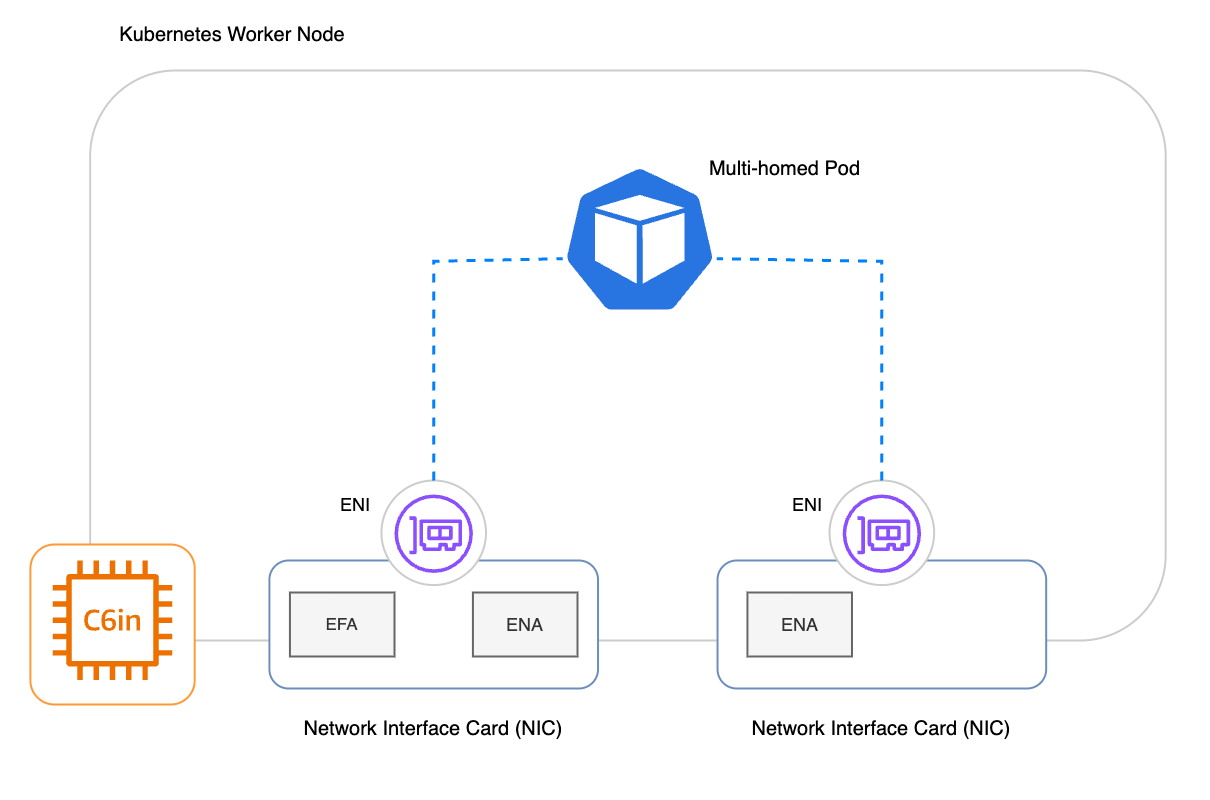 Kubernetes Worker Node
Multi-homed Pod
ENI
ENI
C6in
EFA
ENA
ENA
Network Interface Card (NIC)
Network Interface Card (NIC)